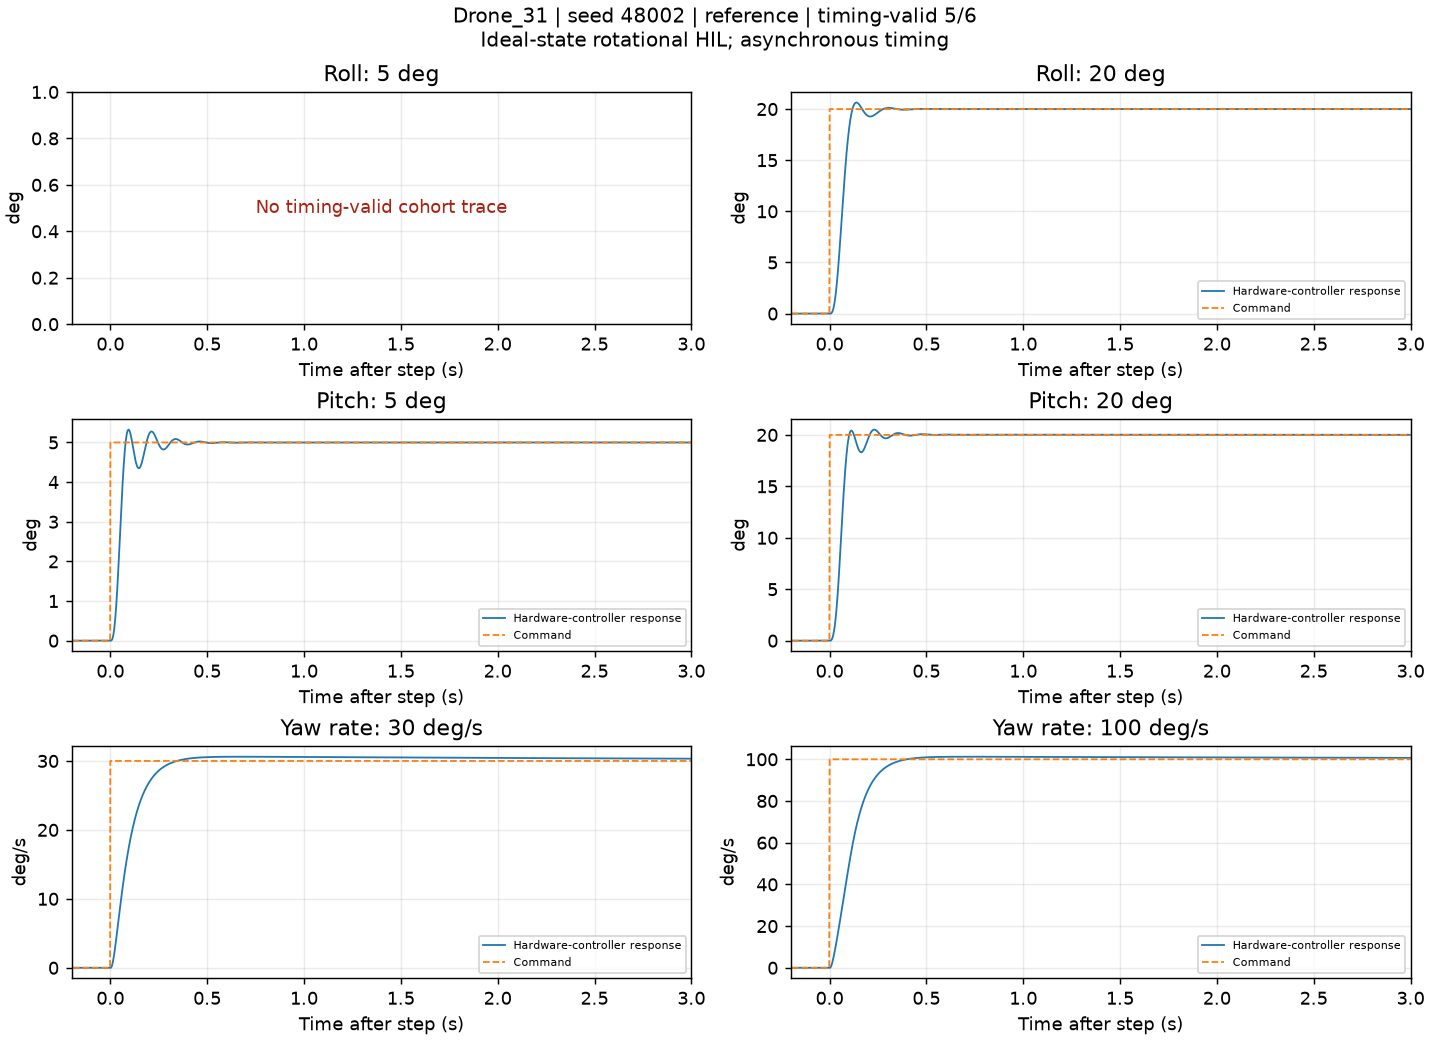 Drone_31 | seed 48002 | reference | timing-valid 5/6
Ideal-state rotational HIL; asynchronous timing
Roll: 5 deg
1.0
0.8
0.6
0.4
0.2
0.0
deg
No timing-valid cohort trace
0.0 0.5 1.0 1.5 2.0 2.5 3.0
Time after step (s)
Roll: 20 deg
20
15
10
5
0
deg
Hardware-controller response
Command
0.0 0.5 1.0 1.5 2.0 2.5 3.0
Time after step (s)
Pitch: 5 deg
5
4
3
2
1
0
deg
Hardware-controller response
Command
0.0 0.5 1.0 1.5 2.0 2.5 3.0
Time after step (s)
Pitch: 20 deg
20
15
10
5
0
deg
Hardware-controller response
Command
0.0 0.5 1.0 1.5 2.0 2.5 3.0
Time after step (s)
Yaw rate: 30 deg/s
30
20
10
0
deg/s
Hardware-controller response
Command
0.0 0.5 1.0 1.5 2.0 2.5 3.0
Time after step (s)
Yaw rate: 100 deg/s
100
80
60
40
20
0
deg/s
Hardware-controller response
Command
0.0 0.5 1.0 1.5 2.0 2.5 3.0
Time after step (s)